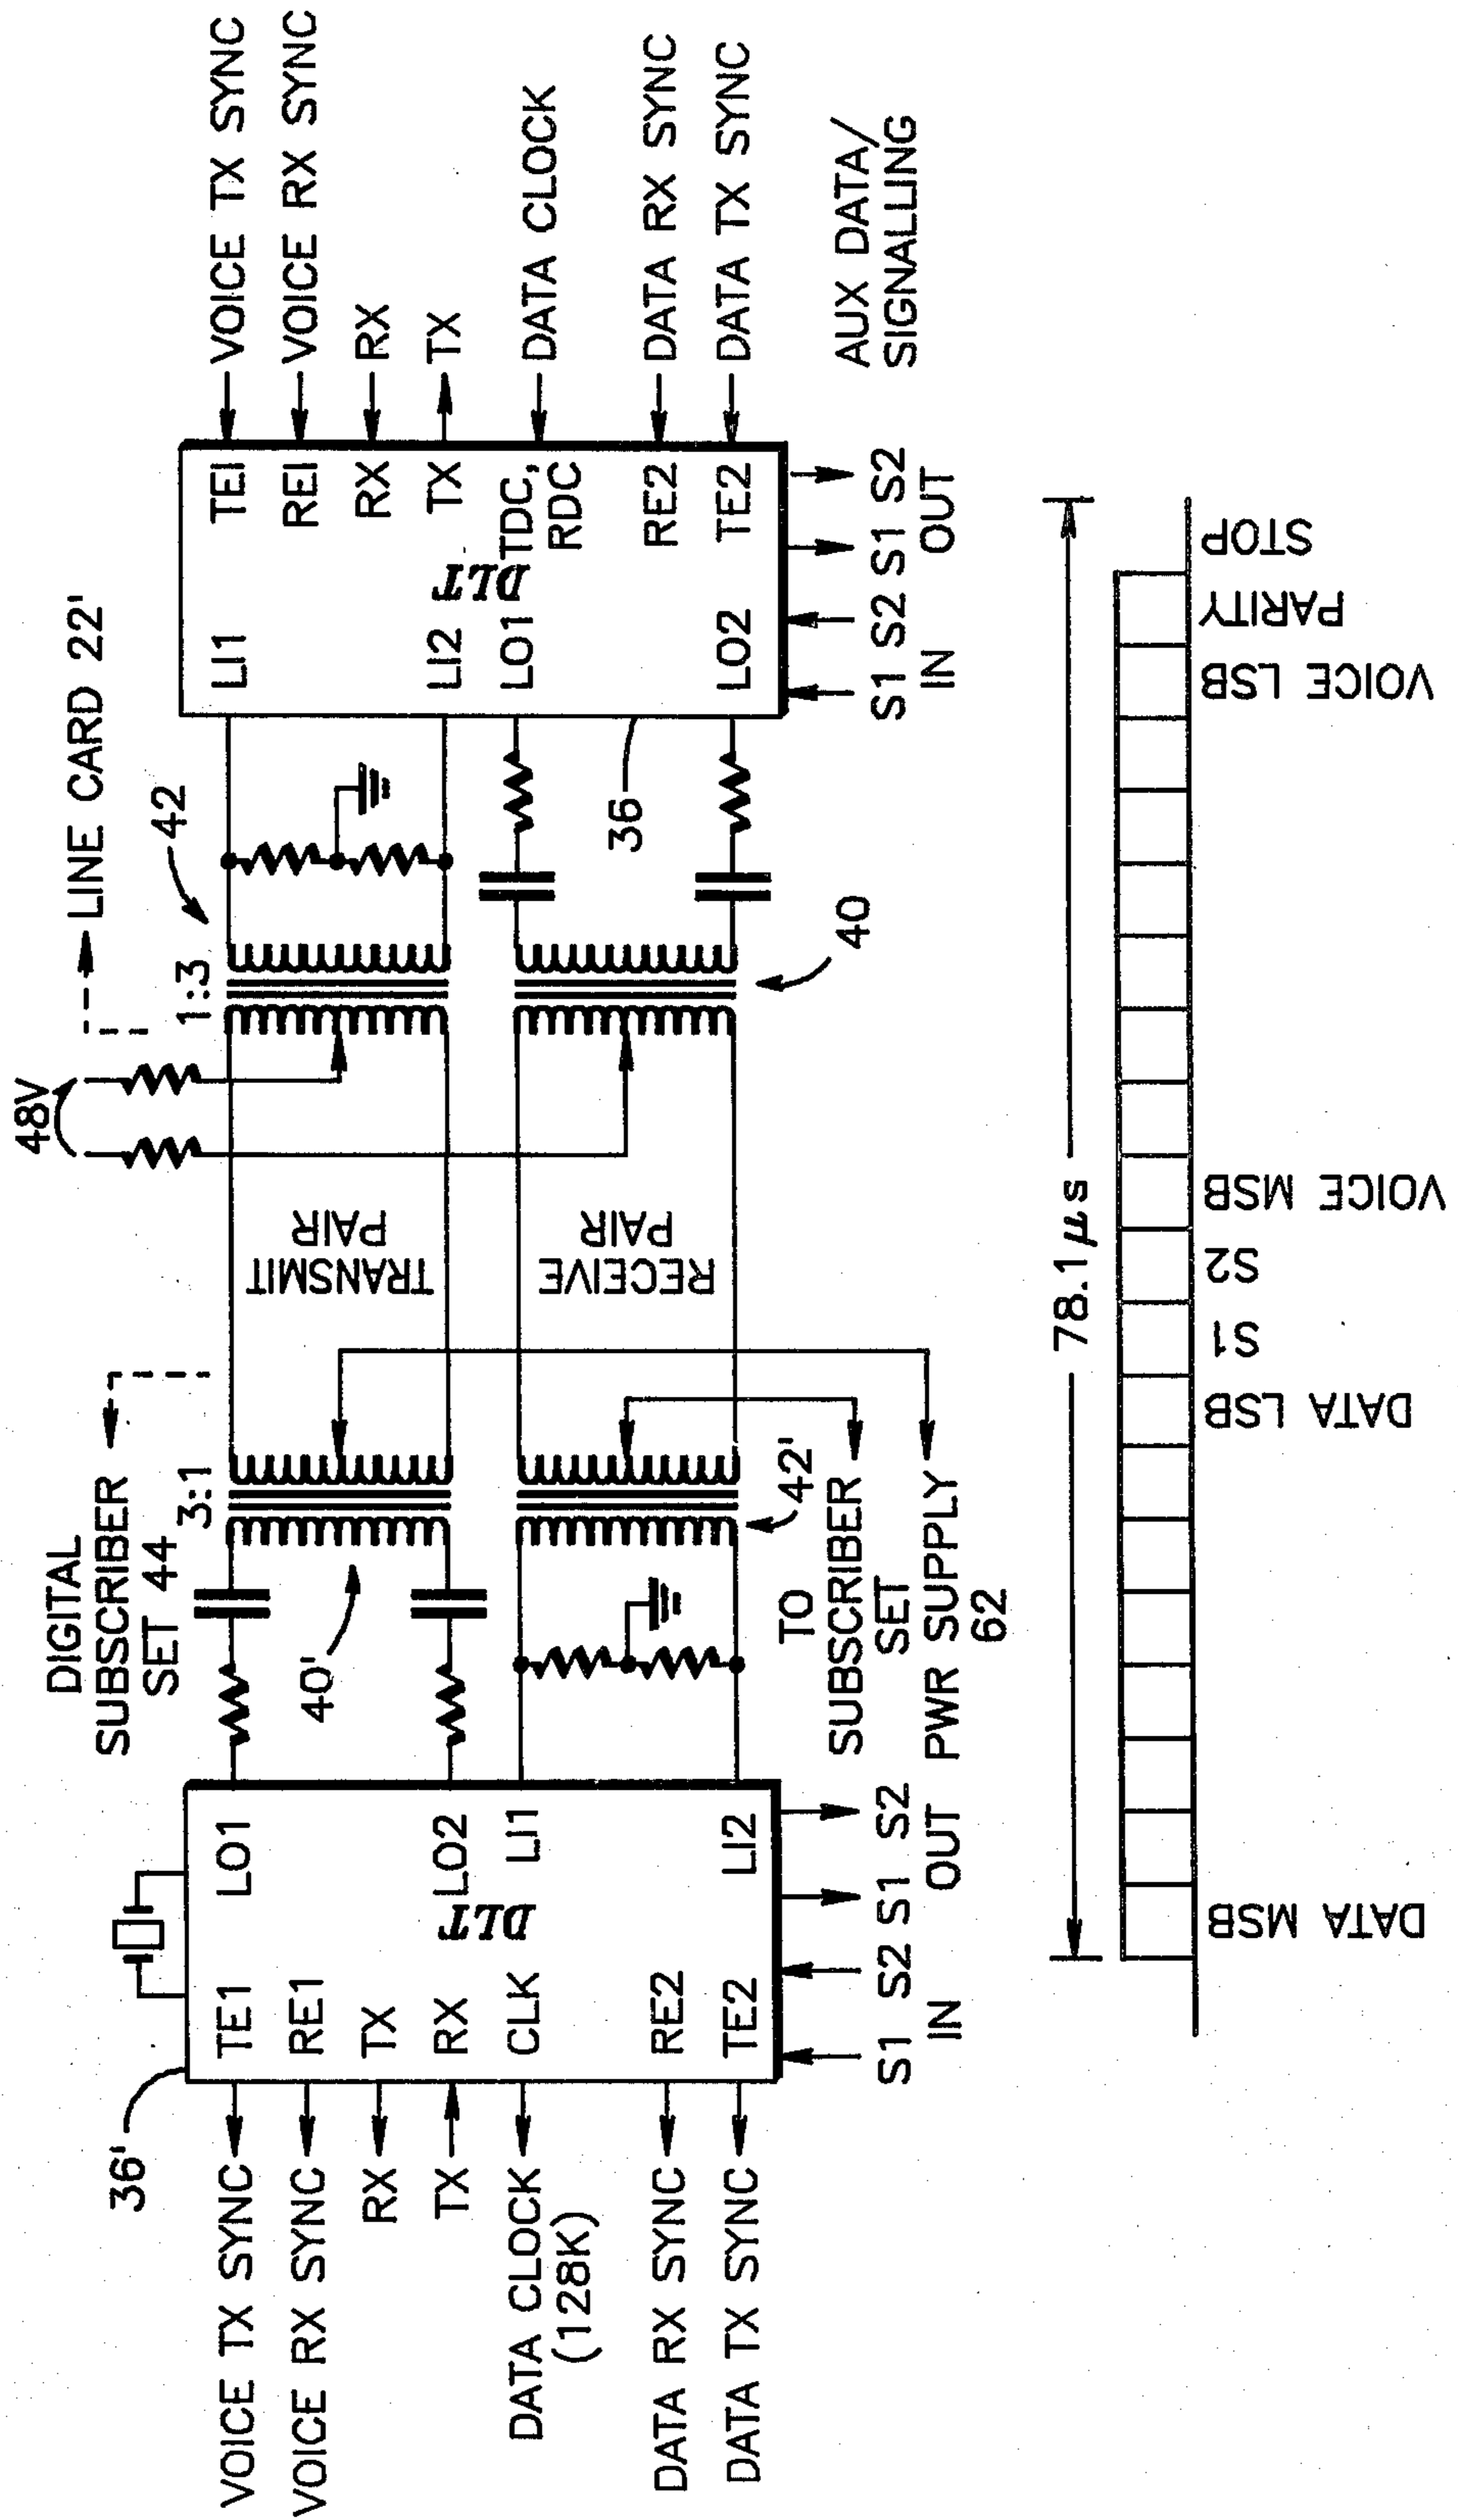 48V
DIGITAL
SUBSCRIBER
SET 44
3:1
1:3
42
LINE CARD 22'
36'
40'
VOICE TX SYNC
VOICE RX SYNC
RX
TX
DATA CLOCK
(128K)
DATA RX SYNC
DATA TX SYNC
TE1
RE1
TX
RX
CLK
RE2
TE2
DLT
LO1
LO2
LI1
LI2
S1 S2 S1 S2
IN OUT
TO
SUBSCRIBER
SET
PWR SUPPLY
62
42'
TRANSMIT
PAIR
RECEIVE
PAIR
40
36
LI1
LI2
LO1
LO2
DLT
TEI
REI
RX
TX
TDC,
RDC
RE2
TE2
S1 S2 S1 S2
IN OUT
VOICE TX SYNC
VOICE RX SYNC
RX
TX
DATA CLOCK
DATA RX SYNC
DATA TX SYNC
AUX DATA/
SIGNALLING
78.1 μs
DATA MSB
DATA LSB
S1
S2
VOICE MSB
VOICE LSB
PARITY
STOP